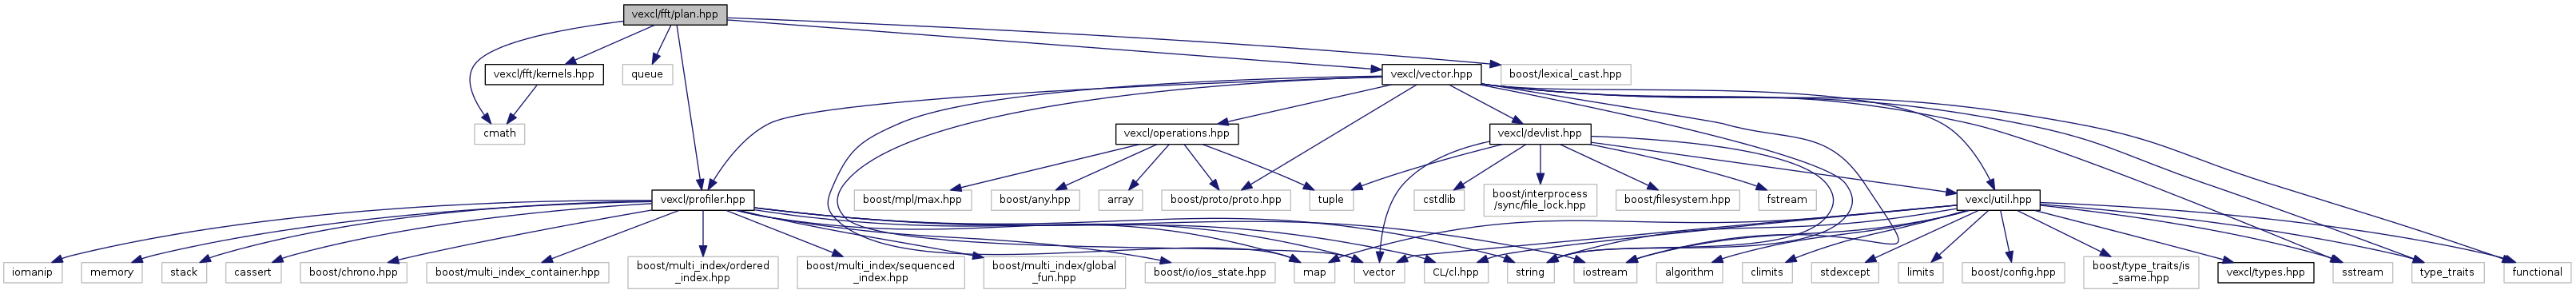 vexcl/fft/plan.hpp
vexcl/fft/kernels.hpp
queue
vexcl/vector.hpp
boost/lexical_cast.hpp
cmath
vexcl/operations.hpp
vexcl/devlist.hpp
vexcl/profiler.hpp
boost/mpl/max.hpp
boost/any.hpp
array
boost/proto/proto.hpp
tuple
cstdlib
boost/interprocess
/sync/file_lock.hpp
boost/filesystem.hpp
fstream
vexcl/util.hpp
iomanip
memory
stack
cassert
boost/chrono.hpp
boost/multi_index_container.hpp
boost/multi_index/ordered
_index.hpp
boost/multi_index/sequenced
_index.hpp
boost/multi_index/global
_fun.hpp
boost/io/ios_state.hpp
map
vector
CL/cl.hpp
string
iostream
algorithm
climits
stdexcept
limits
boost/config.hpp
boost/type_traits/is
_same.hpp
vexcl/types.hpp
sstream
type_traits
functional